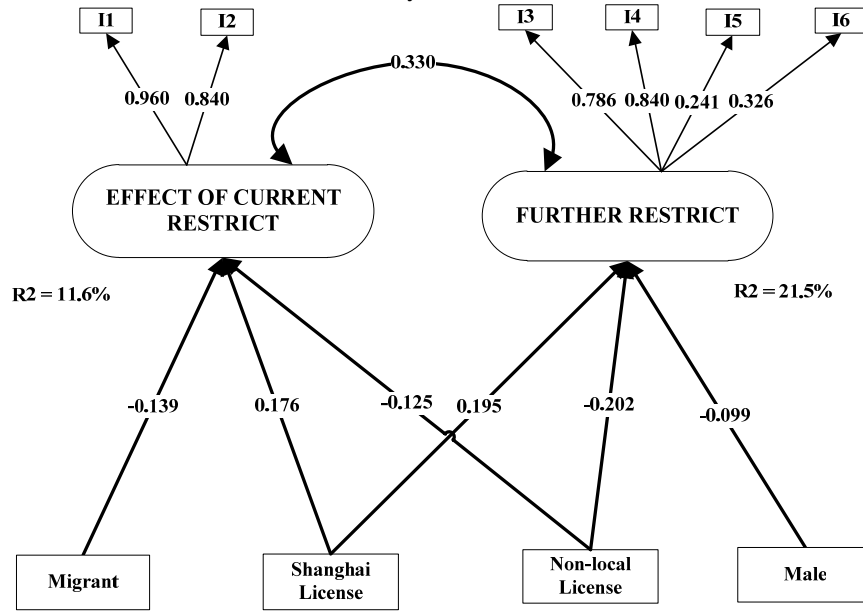 I1
I2
I3
I4
I5
I6
0.330
0.960
0.840
0.786
0.840
0.241
0.326
EFFECT OF CURRENT
RESTRICT
FURTHER RESTRICT
R2 = 11.6%
R2 = 21.5%
-0.139
0.176
-0.125
0.195
-0.202
-0.099
Migrant
Shanghai
License
Non-local
License
Male